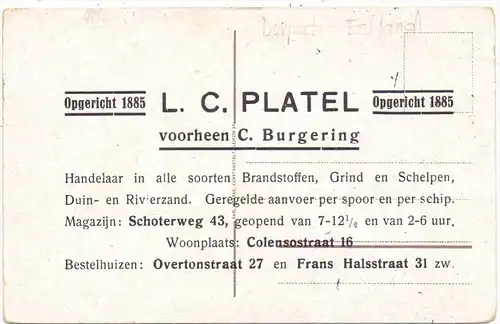 Opgericht 1885 L. C. PLATEL Opgericht 1885
voorheen C. Burgering
Handelaar in alle soorten Brandstoffen, Grind en Schelpen,
Duin- en Rivierzand. Geregelde aanvoer per spoor en per schip.
Magazijn: Schoterweg 43, geopend van 7-12½ en van 2-6 uur.
Woonplaats: Colensostraat 16
Bestelhuizen: Overtonstraat 27 en Frans Halsstraat 31 zw.